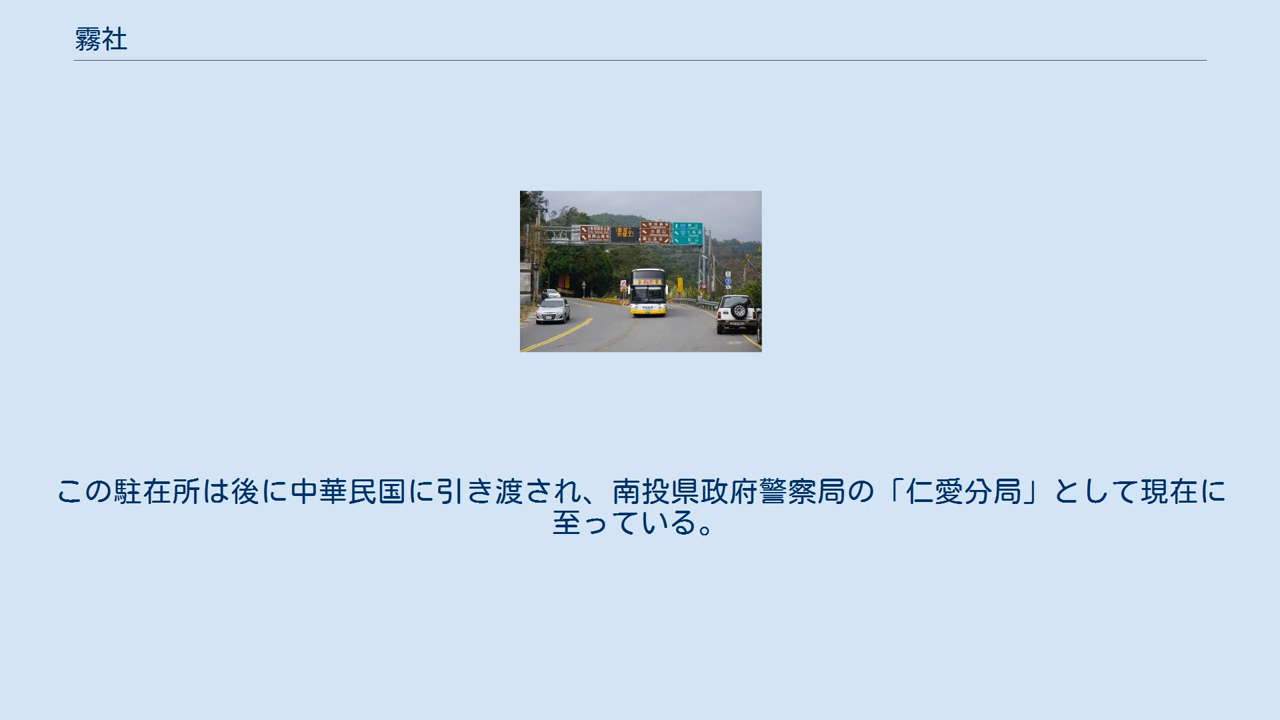 霧社
この駐在所は後に中華民国に引き渡され、南投県政府警察局の「仁愛分局」として現在に
至っている。